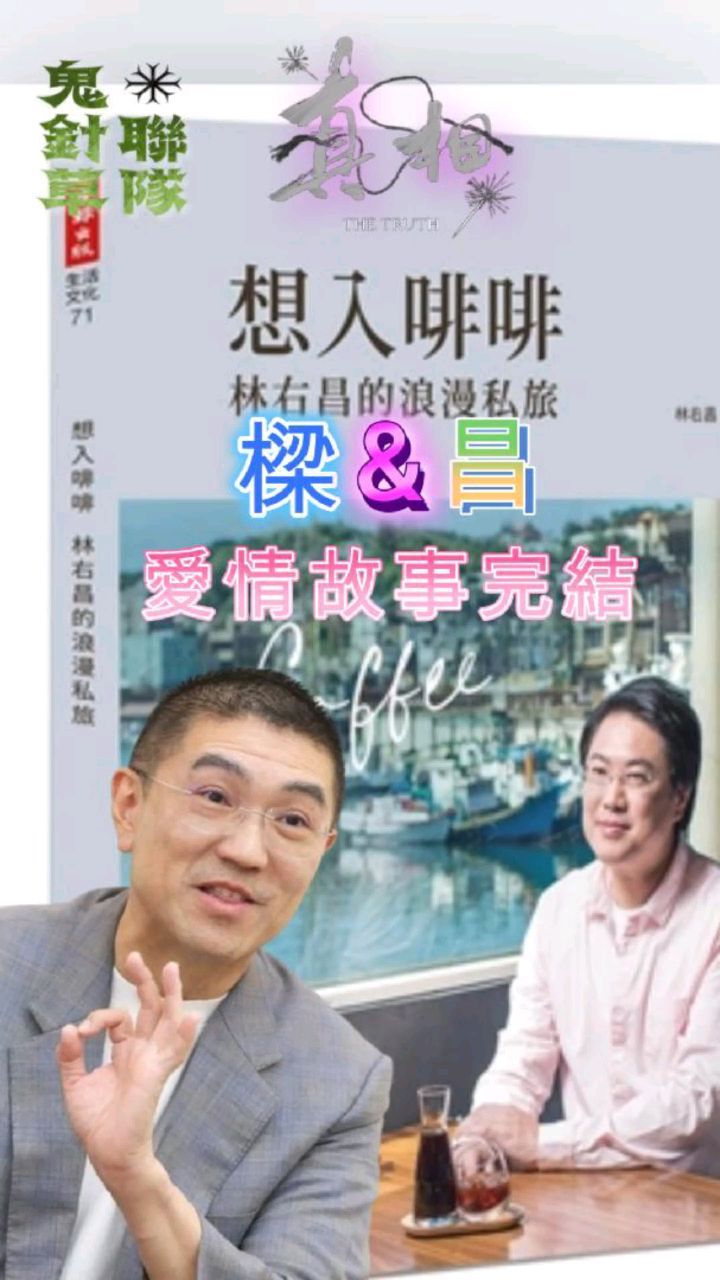 鬼
針聯
草隊
真相
THE TRUTH
生活
文化
71
想入啡啡 林右昌的浪漫私旅
想入啡啡
林右昌的浪漫私旅
林右昌
樑&昌
愛情故事完結
Coffee